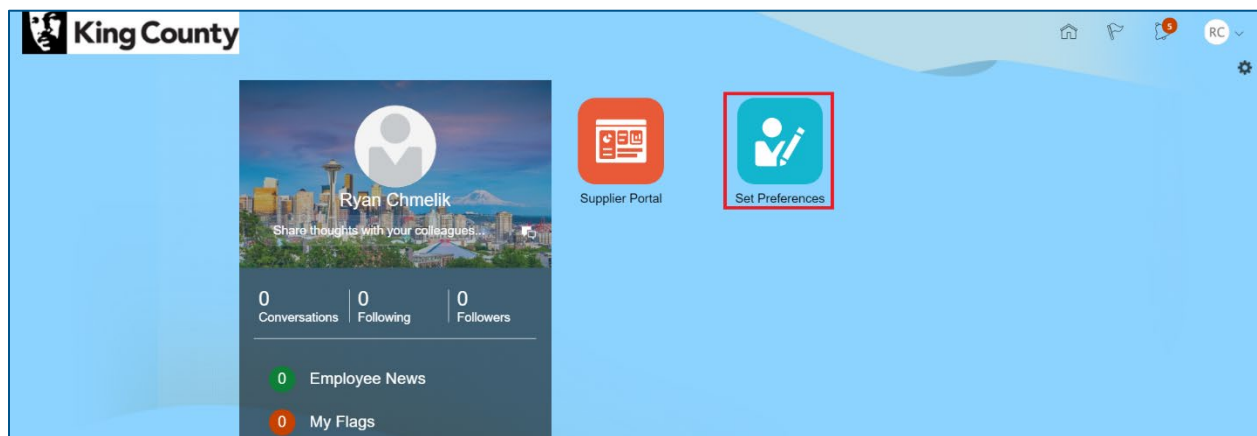 King County
5
RC
Ryan Chmelik
Share thoughts with your colleagues...
Supplier Portal
Set Preferences
0 0 0
Conversations Following Followers
0 Employee News
0 My Flags